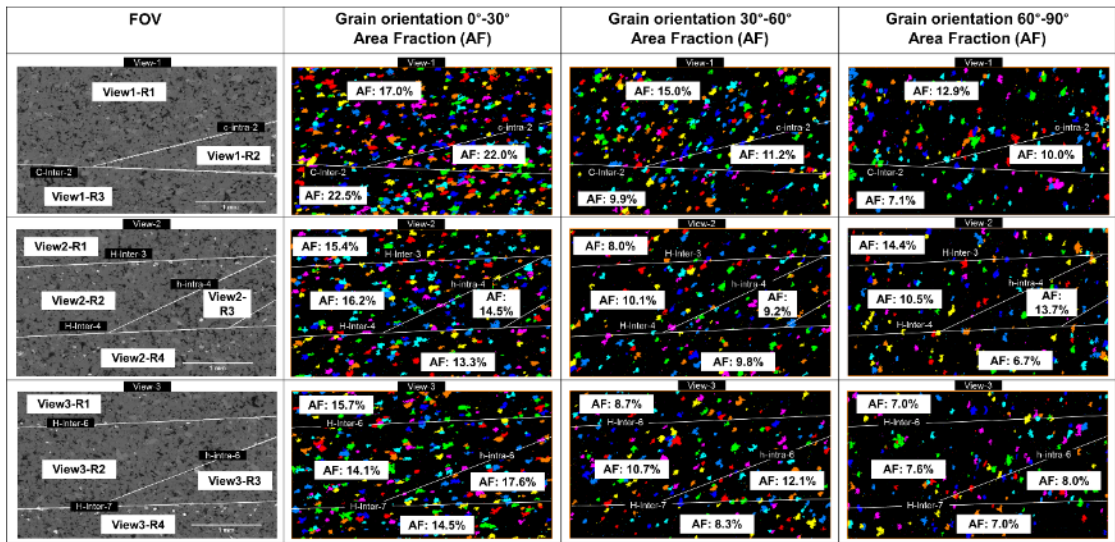 FOV
Grain orientation 0°-30°
Area Fraction (AF)
Grain orientation 30°-60°
Area Fraction (AF)
Grain orientation 60°-90°
Area Fraction (AF)
View-1
View1-R1
c-intra-2
View1-R2
C-Inter-2
View1-R3
1 mm
View-1
AF: 17.0%
c-intra-2
AF: 22.0%
C-Inter-2
AF: 22.5%
View-1
AF: 15.0%
c-intra-2
AF: 11.2%
C-Inter-2
AF: 9.9%
View-1
AF: 12.9%
c-intra-2
AF: 10.0%
C-Inter-2
AF: 7.1%
View-2
View2-R1
H-Inter-3
h-intra-4
View2-R2
View2-
R3
H-Inter-4
View2-R4
1 mm
View-2
AF: 15.4%
H-Inter-3
h-intra-4
AF: 16.2%
AF:
14.5%
H-Inter-4
AF: 13.3%
View-2
AF: 8.0%
H-Inter-3
h-intra-4
AF: 10.1%
AF:
9.2%
H-Inter-4
AF: 9.8%
View-2
AF: 14.4%
H-Inter-3
h-intra-4
AF: 10.5%
AF:
13.7%
H-Inter-4
AF: 6.7%
View-3
View3-R1
H-Inter-6
h-intra-6
View3-R2
View3-R3
H-Inter-7
View3-R4
1 mm
View-3
AF: 15.7%
H-Inter-6
h-intra-6
AF: 14.1%
AF: 17.6%
H-Inter-7
AF: 14.5%
View-3
AF: 8.7%
H-Inter-6
h-intra-6
AF: 10.7%
AF: 12.1%
H-Inter-7
AF: 8.3%
View-3
AF: 7.0%
H-Inter-6
h-intra-6
AF: 7.6%
AF: 8.0%
H-Inter-7
AF: 7.0%